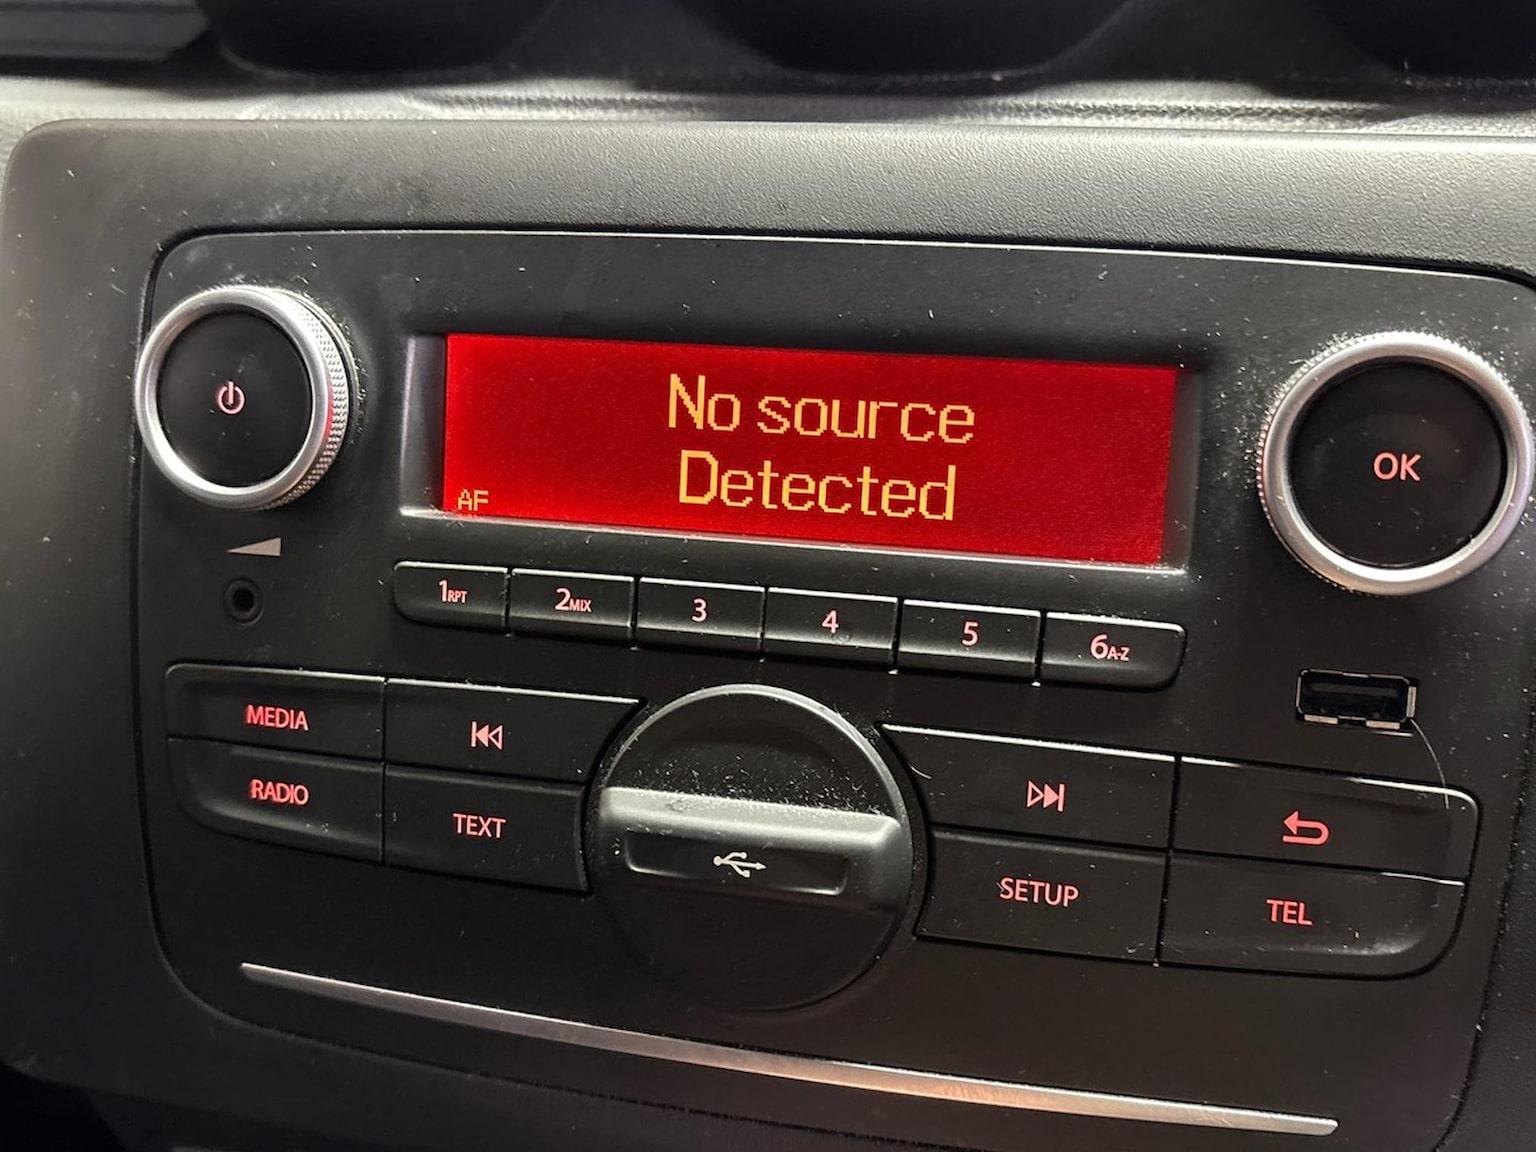 No source
Detected
AF
OK
1RPT 2MIX 3 4 5 6A-Z
MEDIA
RADIO
TEXT
SETUP
TEL